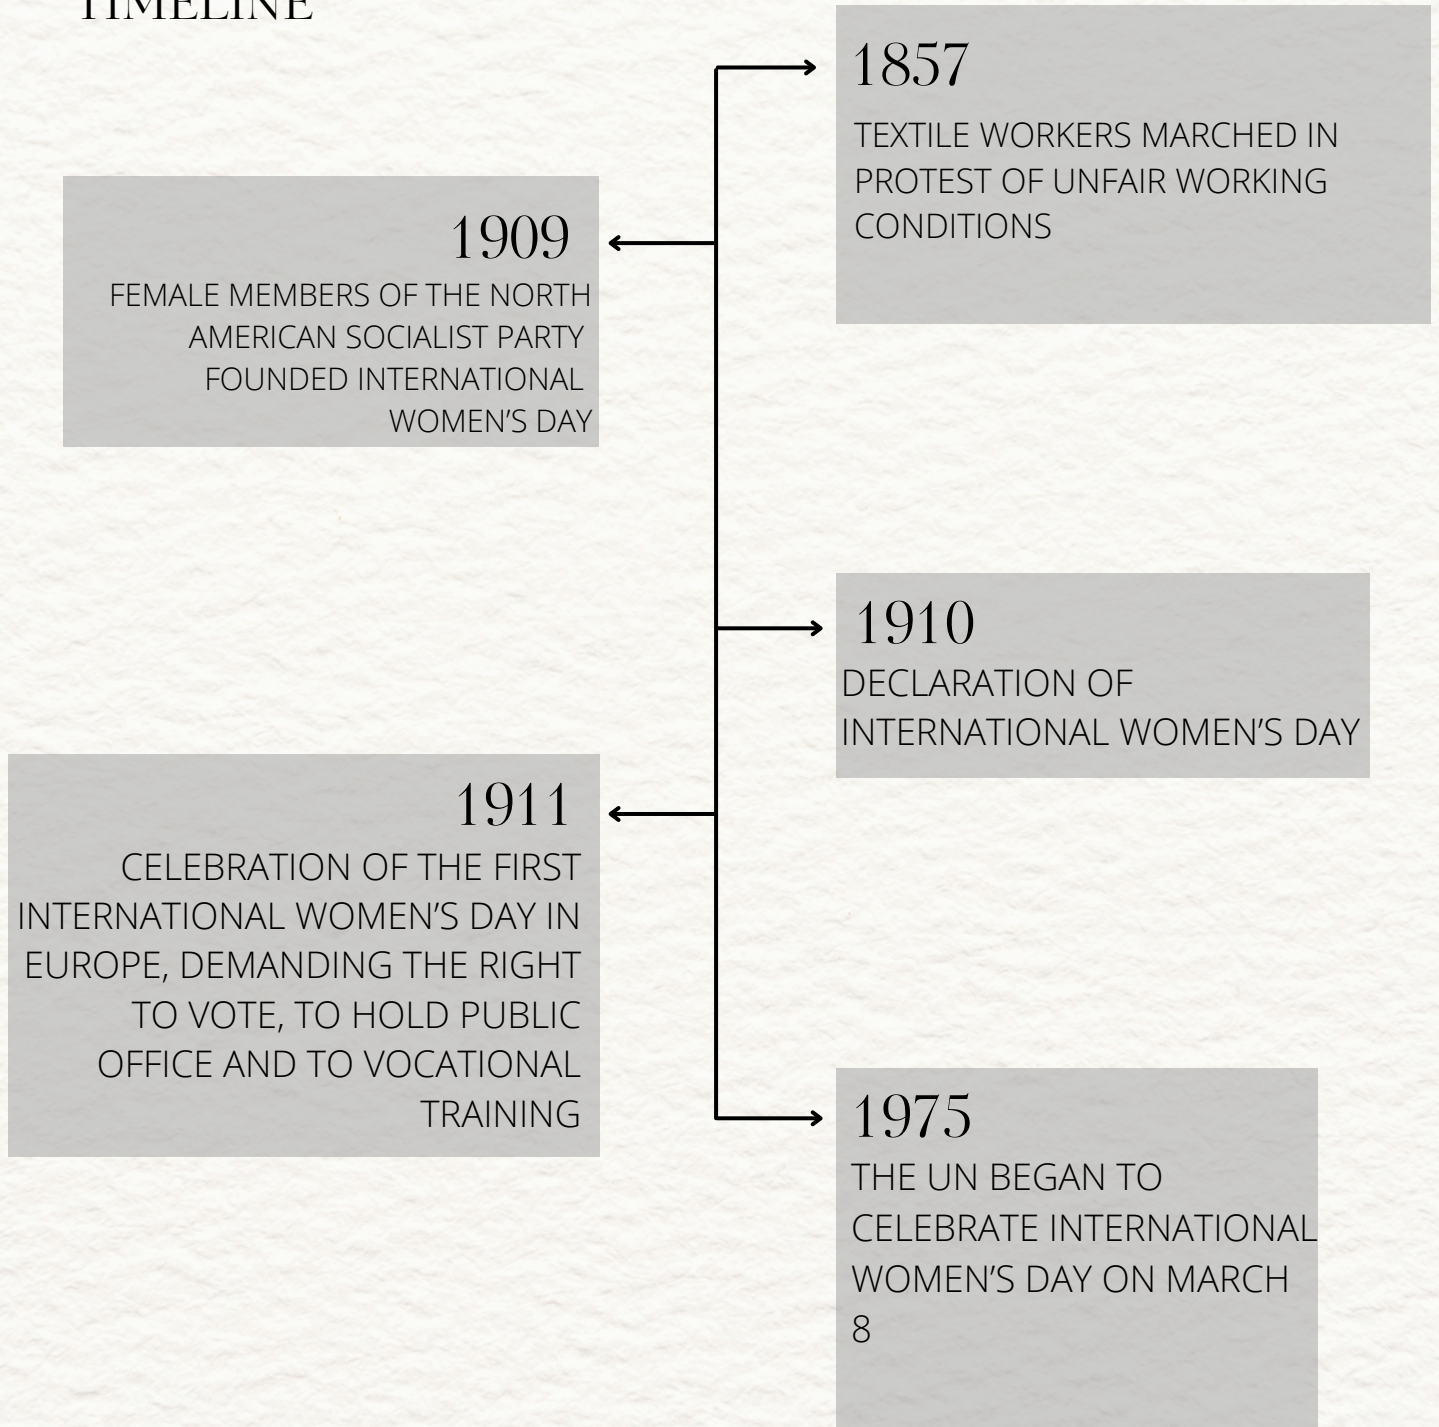 TIMELINE
1857
TEXTILE WORKERS MARCHED IN
PROTEST OF UNFAIR WORKING
CONDITIONS
1909
FEMALE MEMBERS OF THE NORTH
AMERICAN SOCIALIST PARTY
FOUNDED INTERNATIONAL
WOMEN'S DAY
1910
DECLARATION OF
INTERNATIONAL WOMEN'S DAY
1911
CELEBRATION OF THE FIRST
INTERNATIONAL WOMEN'S DAY IN
EUROPE, DEMANDING THE RIGHT
TO VOTE, TO HOLD PUBLIC
OFFICE AND TO VOCATIONAL
TRAINING
1975
THE UN BEGAN TO
CELEBRATE INTERNATIONAL
WOMEN'S DAY ON MARCH
8